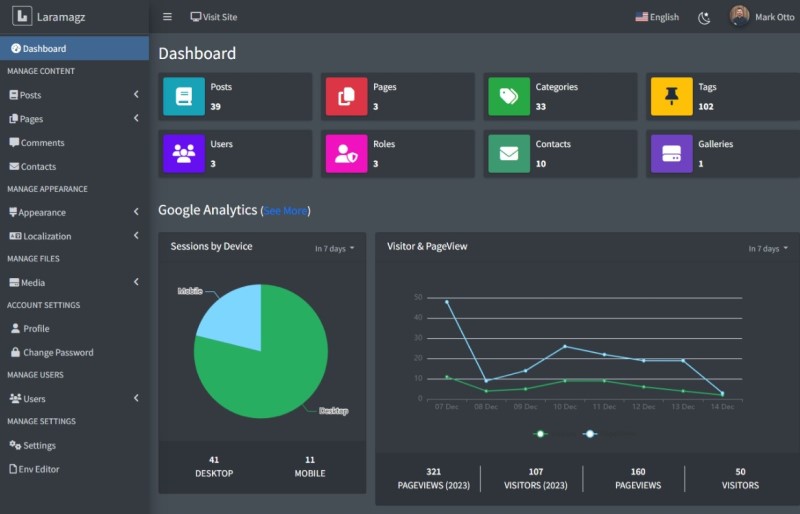 Laramagz
Visit Site
English
Mark Otto
Dashboard
MANAGE CONTENT
Posts
Pages
Comments
Contacts
MANAGE APPEARANCE
Appearance
Localization
MANAGE FILES
Media
ACCOUNT SETTINGS
Profile
Change Password
MANAGE USERS
Users
MANAGE SETTINGS
Settings
Env Editor
Dashboard
Posts
39
Pages
3
Categories
33
Tags
102
Users
3
Roles
3
Contacts
10
Galleries
1
Google Analytics (See More)
Sessions by Device
In 7 days
Mobile
Desktop
41
DESKTOP
11
MOBILE
Visitor & PageView
In 7 days
50
40
30
20
10
0
07 Dec 08 Dec 09 Dec 10 Dec 11 Dec 12 Dec 13 Dec 14 Dec
321
PAGEVIEWS (2023)
107
VISITORS (2023)
160
PAGEVIEWS
50
VISITORS